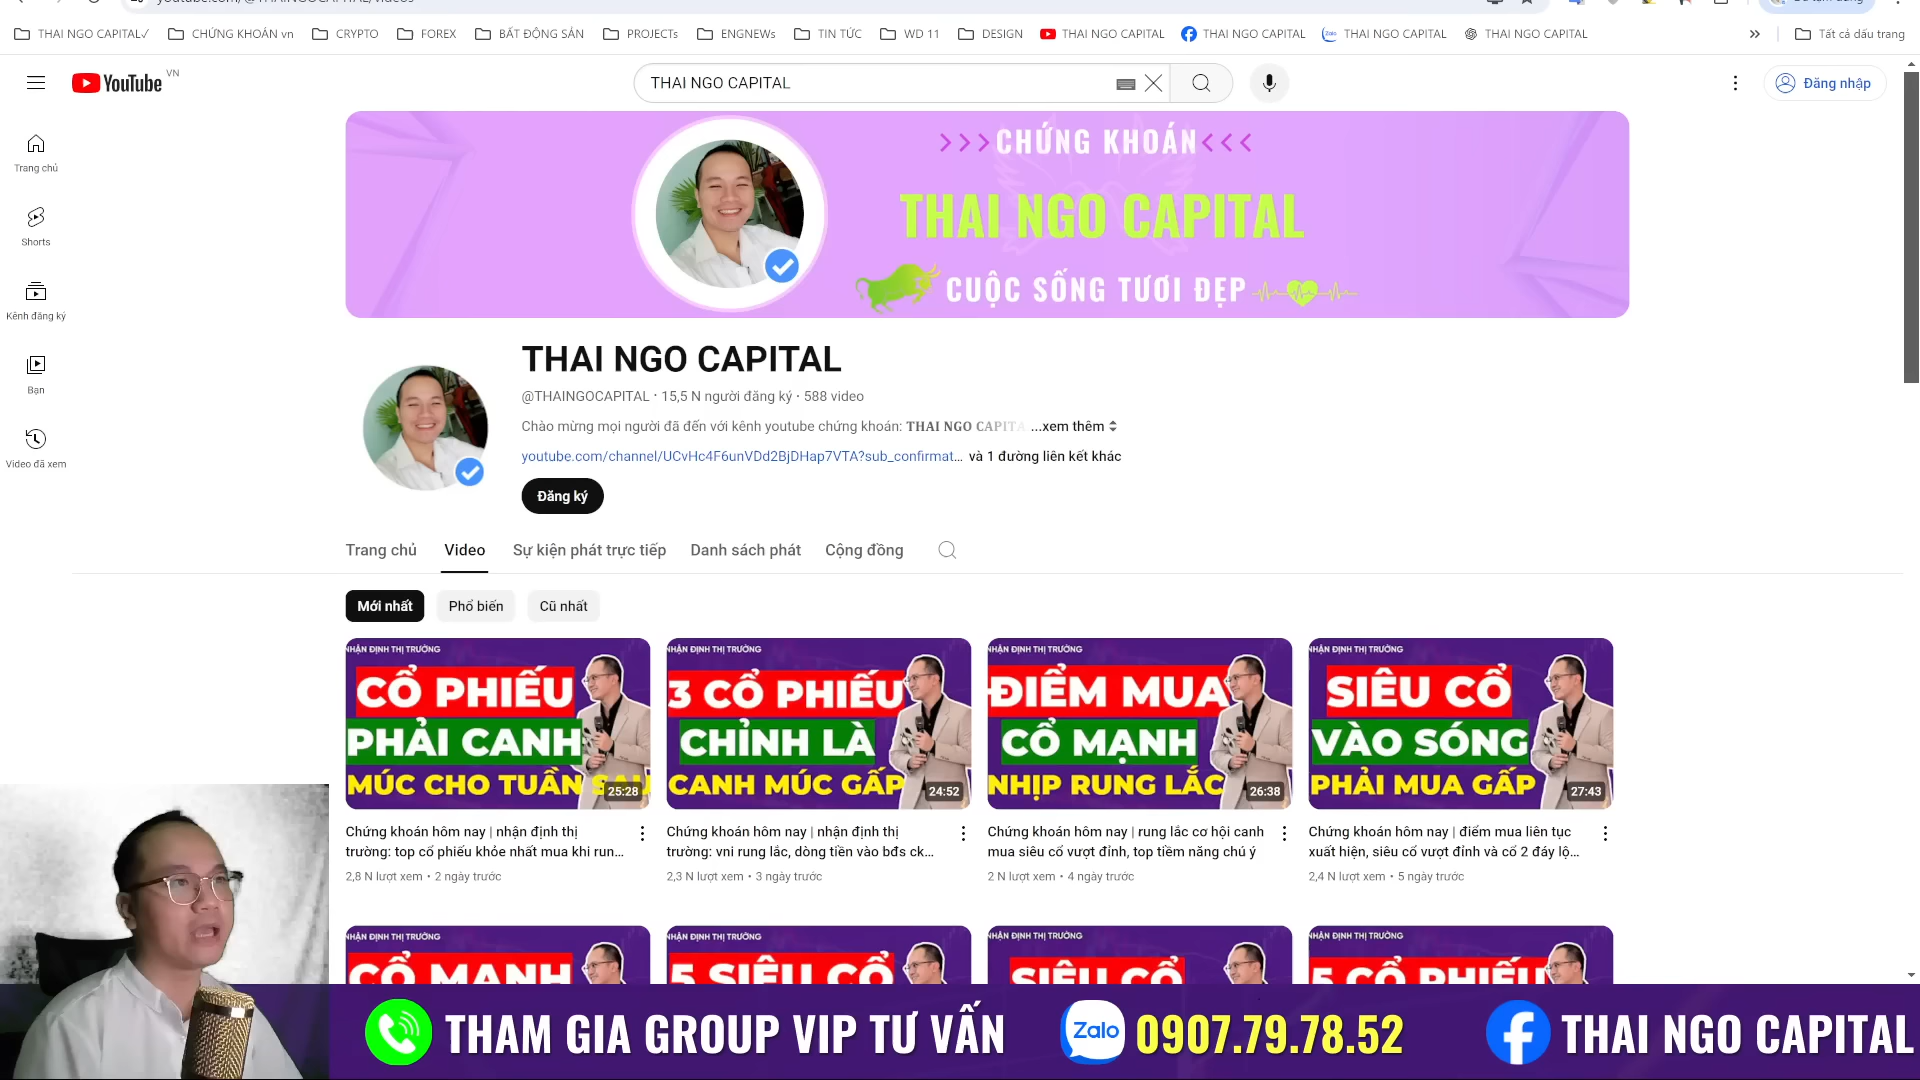 THAI NGO CAPITAL✓
CHỨNG KHOÁN vn
CRYPTO
FOREX
BẤT ĐỘNG SẢN
PROJECTs
ENGNEWs
TIN TỨC
WD 11
DESIGN
THAI NGO CAPITAL
THAI NGO CAPITAL
THAI NGO CAPITAL
THAI NGO CAPITAL
Tất cả dấu trang
YouTube VN
THAI NGO CAPITAL
Đăng nhập
Trang chủ
Shorts
Kênh đăng ký
Bạn
Video đã xem
>>>CHỨNG KHOÁN<<<
THAI NGO CAPITAL
CUỘC SỐNG TƯƠI ĐẸP
THAI NGO CAPITAL
@THAINGOCAPITAL • 15,5 N người đăng ký • 588 video
Chào mừng mọi người đã đến với kênh youtube chứng khoán: THAI NGO CAPITA ...xem thêm
youtube.com/channel/UCvHc4F6unVDd2BjDHap7VTA?sub_confirmat... và 1 đường liên kết khác
Đăng ký
Trang chủ
Video
Sự kiện phát trực tiếp
Danh sách phát
Cộng đồng
Mới nhất
Phổ biến
Cũ nhất
NHẬN ĐỊNH THỊ TRƯỜNG
CỔ PHIẾU
PHẢI CANH
MÚC CHO TUẦN SAU
25:28
Chứng khoán hôm nay | nhận định thị
trường: top cổ phiếu khỏe nhất mua khi run...
2,8 N lượt xem • 2 ngày trước
NHẬN ĐỊNH THỊ TRƯỜNG
3 CỔ PHIẾU
CHỈNH LÀ
CANH MÚC GẤP
24:52
Chứng khoán hôm nay | nhận định thị
trường: vni rung lắc, dòng tiền vào bđs ck...
2,3 N lượt xem • 3 ngày trước
NHẬN ĐỊNH THỊ TRƯỜNG
ĐIỂM MUA
CỔ MẠNH
NHỊP RUNG LẮC
26:38
Chứng khoán hôm nay | rung lắc cơ hội canh
mua siêu cổ vượt đỉnh, top tiềm năng chú ý
2 N lượt xem • 4 ngày trước
NHẬN ĐỊNH THỊ TRƯỜNG
SIÊU CỔ
VÀO SÓNG
PHẢI MUA GẤP
27:43
Chứng khoán hôm nay | điểm mua liên tục
xuất hiện, siêu cổ vượt đỉnh và cổ 2 đáy lộ...
2,4 N lượt xem • 5 ngày trước
NHẬN ĐỊNH THỊ TRƯỜNG
CỔ MẠNH
NHẬN ĐỊNH THỊ TRƯỜNG
5 SIÊU CỔ
NHẬN ĐỊNH THỊ TRƯỜNG
SIÊU CỔ
NHẬN ĐỊNH THỊ TRƯỜNG
5 CỔ PHIẾU
THAM GIA GROUP VIP TƯ VẤN
Zalo 0907.79.78.52
THAI NGO CAPITAL